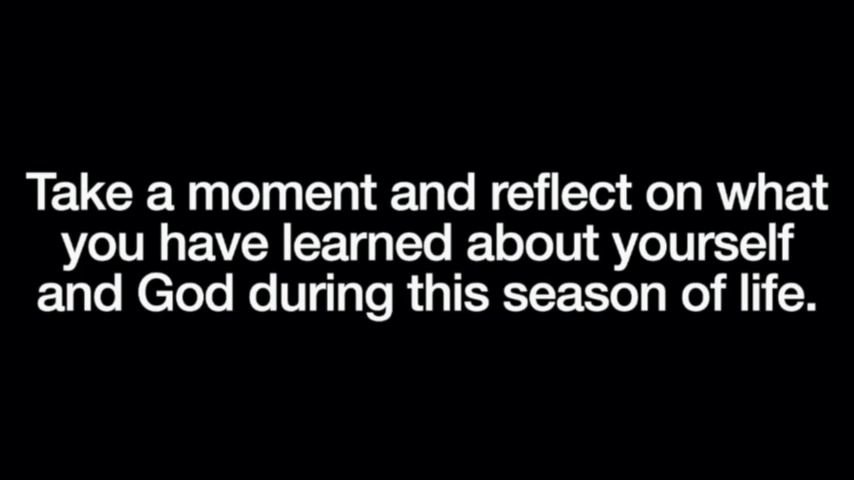 Take a moment and reflect on what
you have learned about yourself
and God during this season of life.